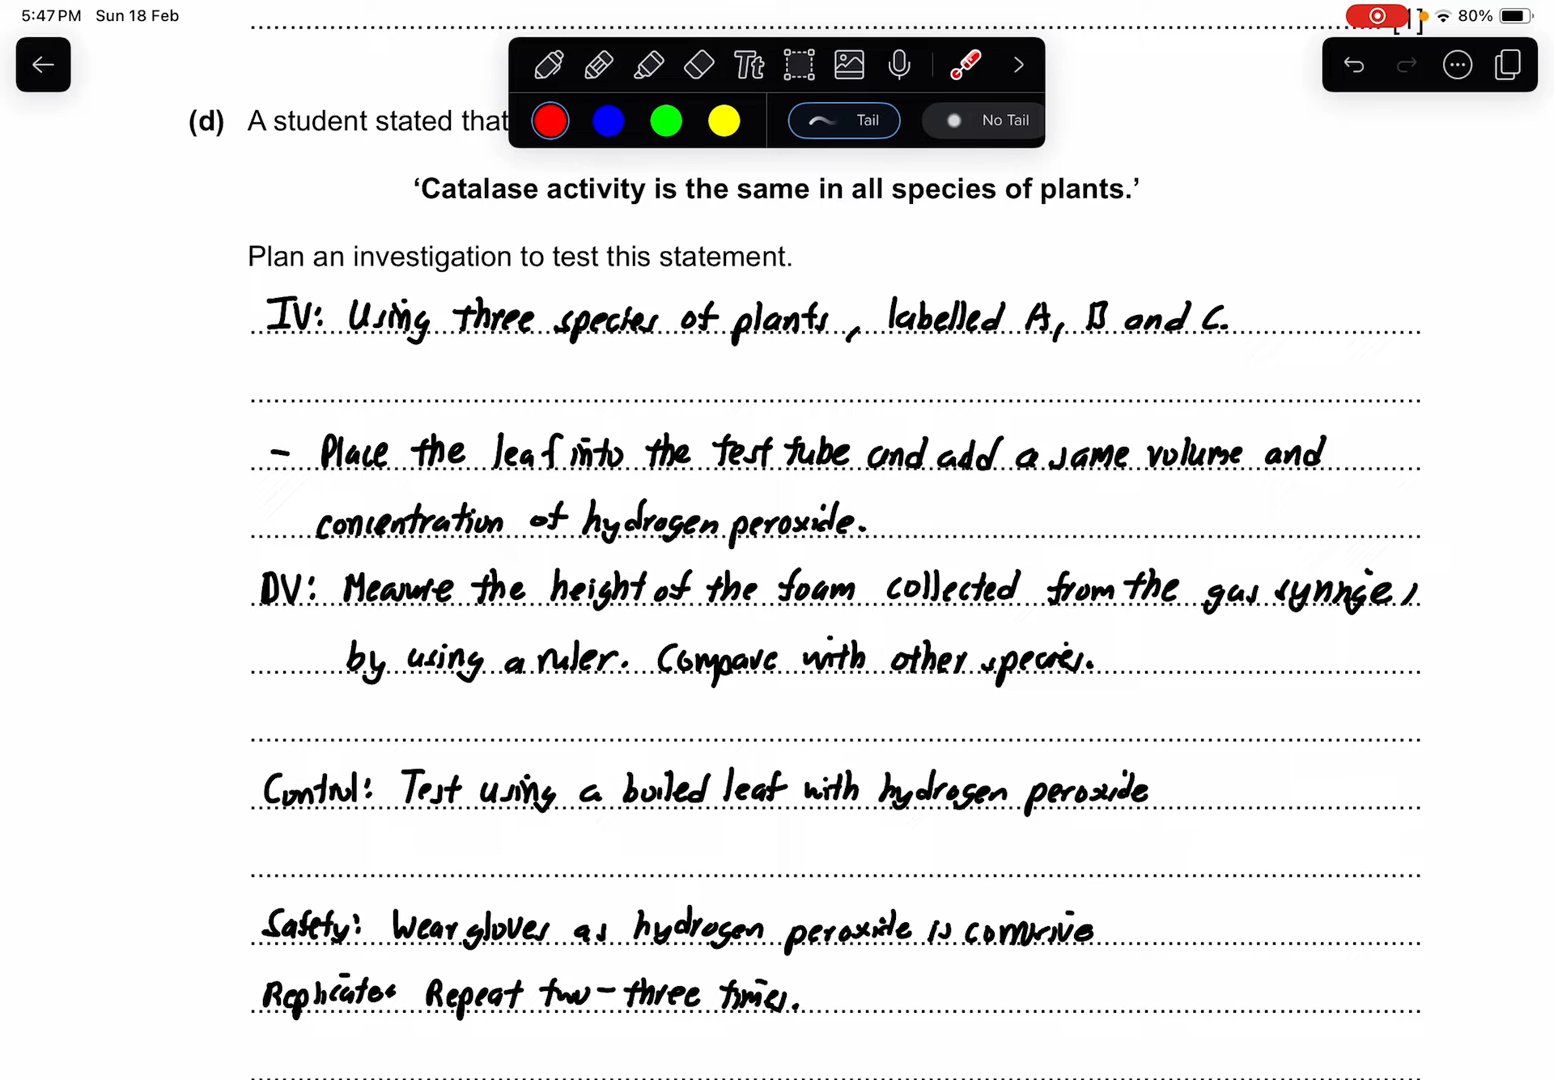 5:47 PM Sun 18 Feb
1]
80%
Tt
Tail
No Tail
(d) A student stated that
‘Catalase activity is the same in all species of plants.’
Plan an investigation to test this statement.
IV: Using three species of plants, labelled A, B and C.
- Place the leaf into the test tube and add a same volume and
concentration of hydrogen peroxide.
DV: Measure the height of the foam collected from the gas syringe,
by using a ruler. Compare with other species.
Control: Test using a boiled leaf with hydrogen peroxide
Safety: Wear gloves as hydrogen peroxide is corrosive
Replicate: Repeat two-three times.